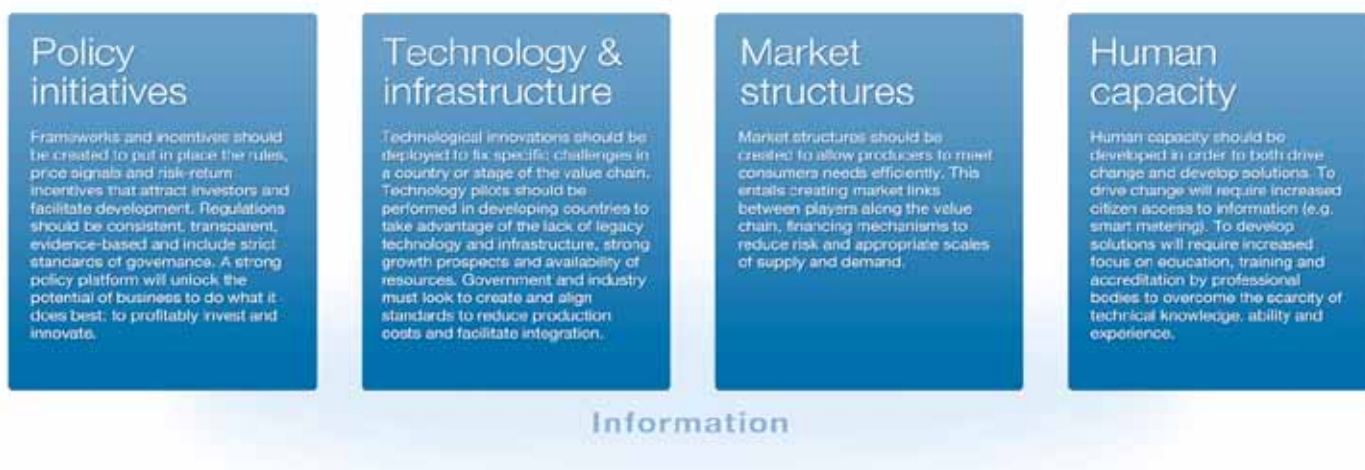 Policy
initiatives
Frameworks and incentives should
be created to put in place the rules,
price signals and risk-return
incentives that attract investors and
facilitate development. Regulations
should be consistent, transparent,
evidence-based and include strict
standards of governance. A strong
policy platform will unlock the
potential of business to do what it
does best: to profitably invest and
innovate.
Technology &
infrastructure
Technological innovations should be
deployed to fix specific challenges in
a country or stage of the value chain.
Technology pilots should be
performed in developing countries to
take advantage of the lack of legacy
technology and infrastructure, strong
growth prospects and availability of
resources. Government and industry
must look to create and align
standards to reduce production
costs and facilitate integration.
Market
structures
Market structures should be
created to allow producers to meet
consumers needs efficiently. This
entails creating market links
between players along the value
chain, financing mechanisms to
reduce risk and appropriate scales
of supply and demand.
Human
capacity
Human capacity should be
developed in order to both drive
change and develop solutions. To
drive change will require increased
citizen access to information (e.g.
smart metering). To develop
solutions will require increased
focus on education, training and
accreditation by professional
bodies to overcome the scarcity of
technical knowledge, ability and
experience.
Information